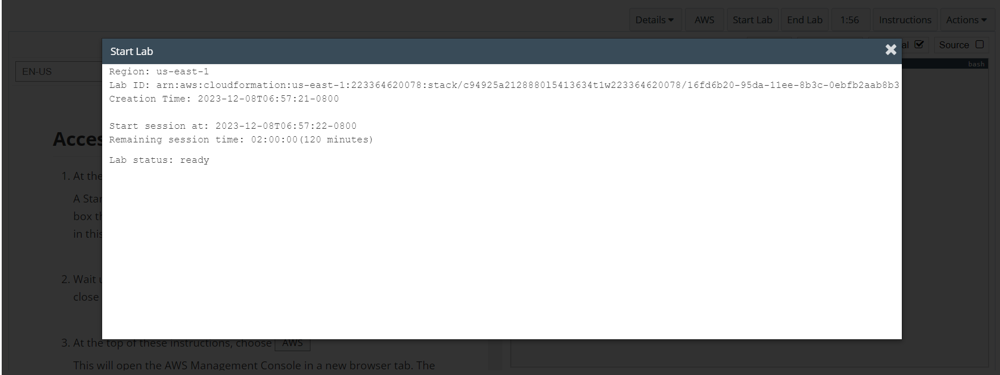 Details AWS Start Lab End Lab 1:56 Instructions Actions
al Source
Start Lab
EN-US
bash
Region: us-east-1
Lab ID: arn:aws:cloudformation:us-east-1:223364620078:stack/c94925a2128880l5413634t1w223364620078/16fd6b20-95da-11ee-8b3c-0ebfb2aab8b3
Creation Time: 2023-12-08T06:57:21-0800
Start session at: 2023-12-08T06:57:22-0800
Remaining session time: 02:00:00(120 minutes)
Lab status: ready
Acces
1. At the
A Star
box th
in this
2. Wait u
close
3. At the top of these instructions, choose AWS
This will open the AWS Management Console in a new browser tab. The